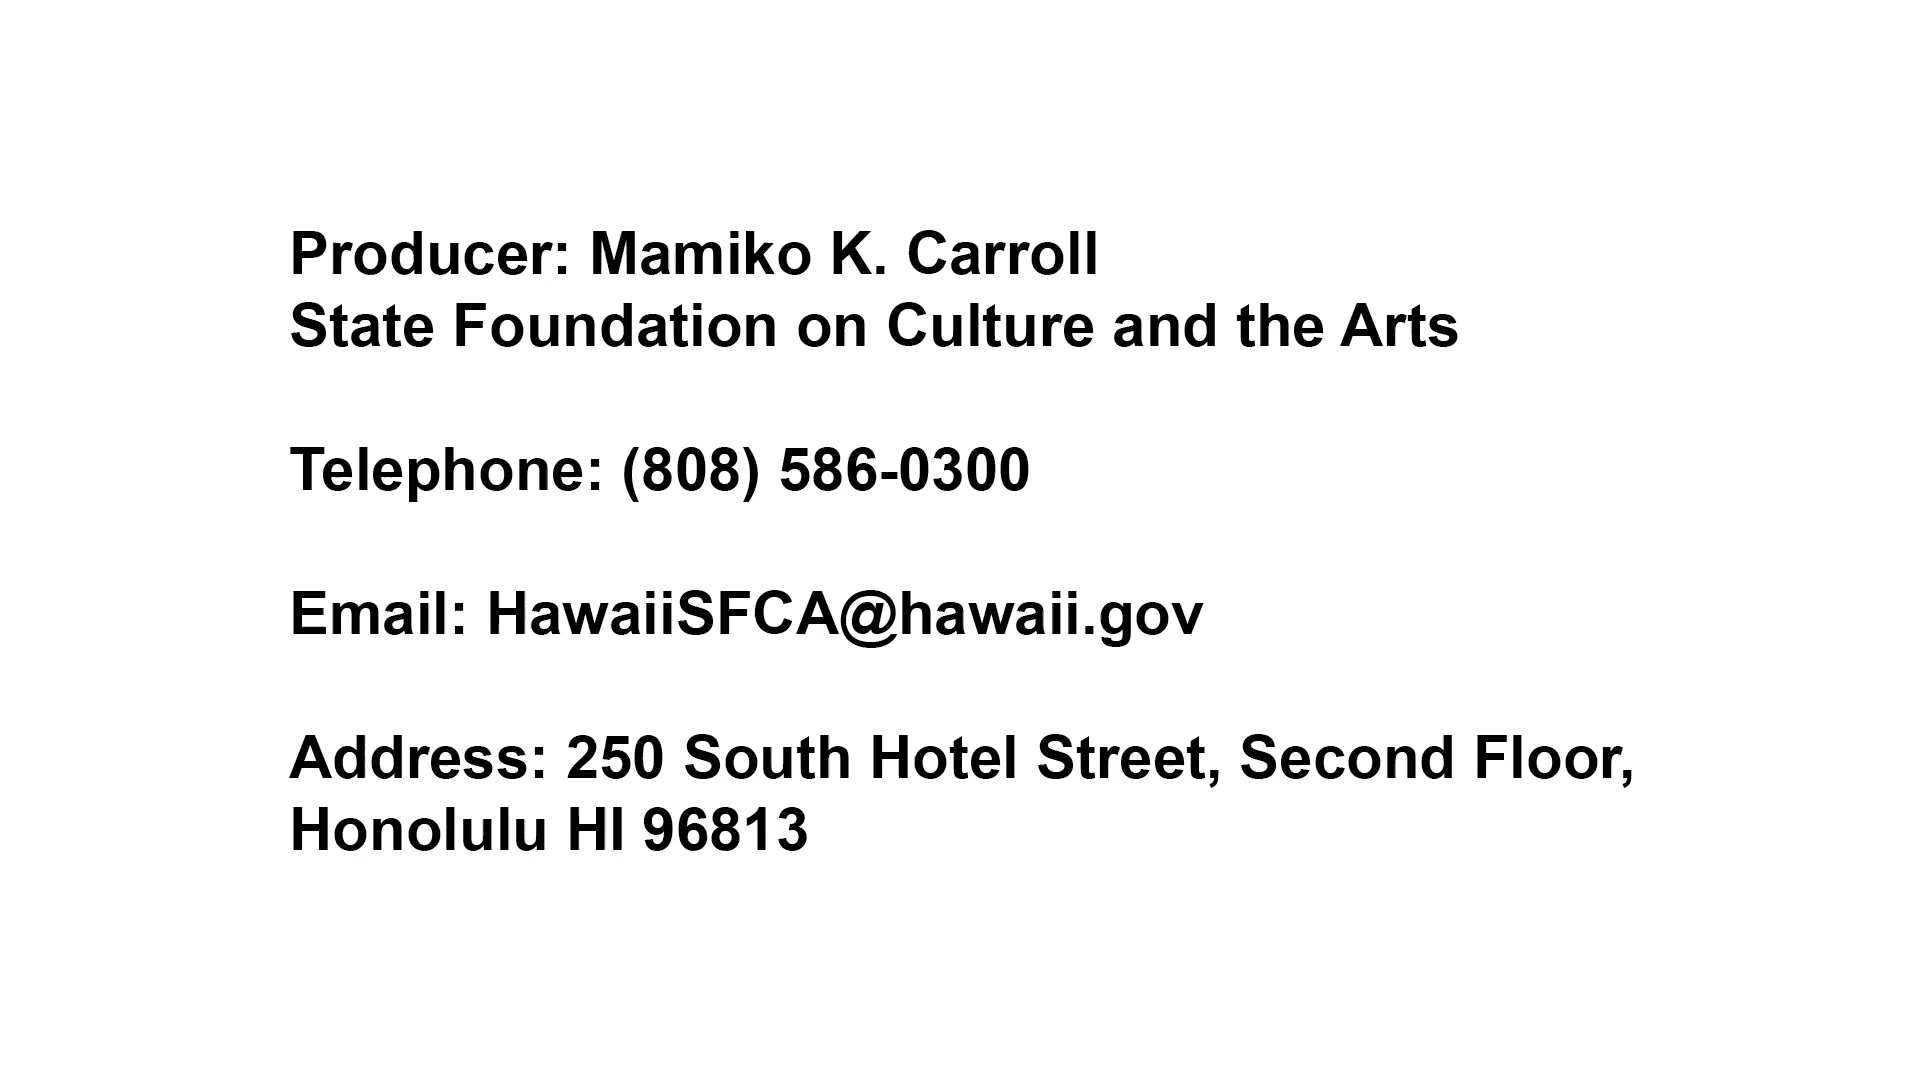 Producer: Mamiko K. Carroll
State Foundation on Culture and the Arts
Telephone: (808) 586-0300
Email: HawaiiSFCA@hawaii.gov
Address: 250 South Hotel Street, Second Floor,
Honolulu HI 96813